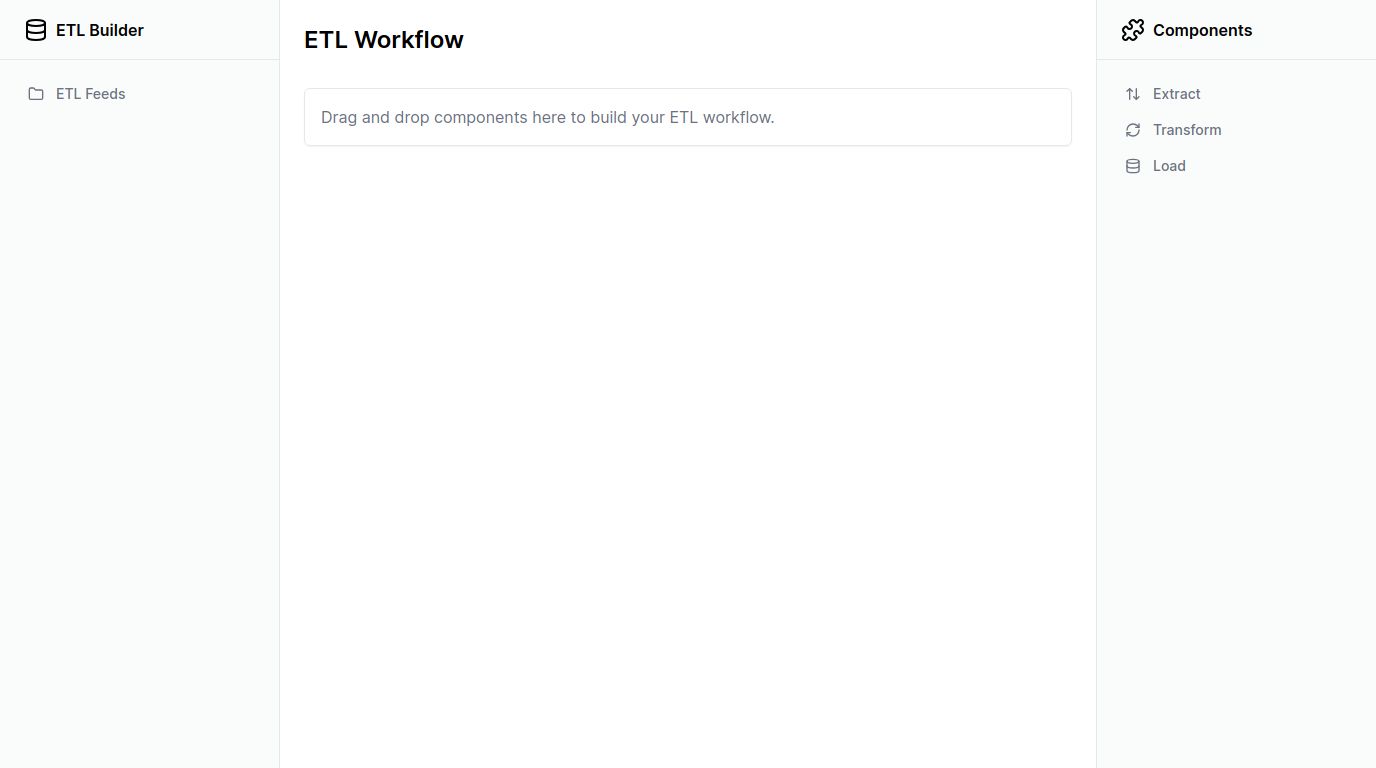 ETL Builder
ETL Feeds
ETL Workflow
Drag and drop components here to build your ETL workflow.
Components
Extract
Transform
Load